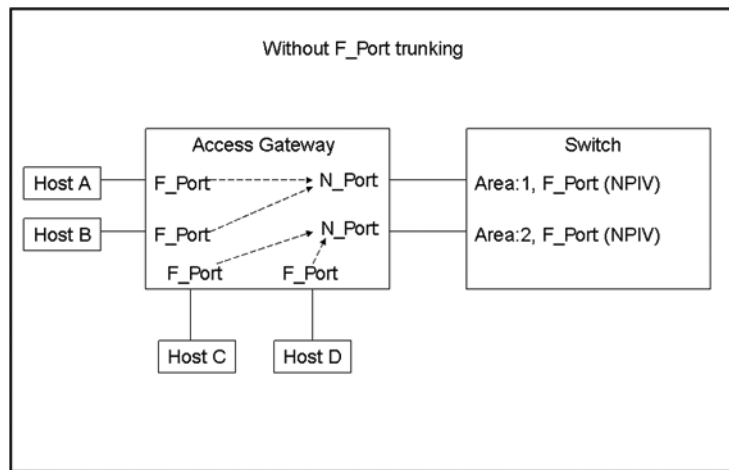 Without F_Port trunking
Access Gateway
Switch
Host A
F_Port
N_Port
Area:1, F_Port (NPIV)
Host B
F_Port
N_Port
Area:2, F_Port (NPIV)
F_Port
F_Port
Host C
Host D